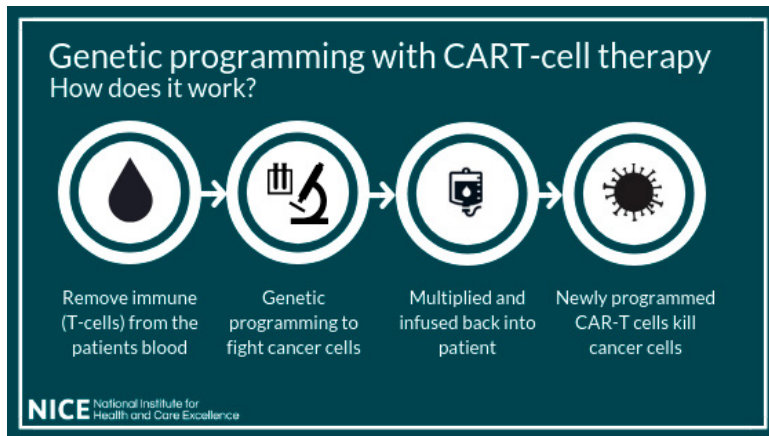 Genetic programming with CART-cell therapy
How does it work?
Remove immune
(T-cells) from the
patients blood
Genetic
programming to
fight cancer cells
Multiplied and
infused back into
patient
Newly programmed
CAR-T cells kill
cancer cells
NICE National Institute for
Health and Care Excellence